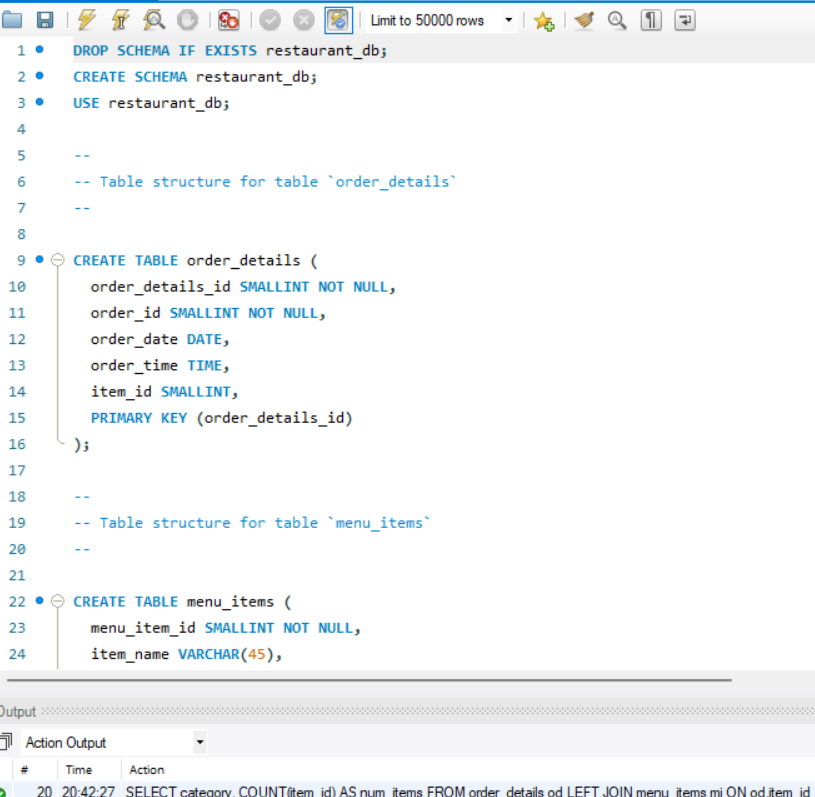 Limit to 50000 rows
1 DROP SCHEMA IF EXISTS restaurant_db;
2 CREATE SCHEMA restaurant_db;
3 USE restaurant_db;
4
5 --
6 -- Table structure for table `order_details`
7 --
8
9 CREATE TABLE order_details (
10 order_details_id SMALLINT NOT NULL,
11 order_id SMALLINT NOT NULL,
12 order_date DATE,
13 order_time TIME,
14 item_id SMALLINT,
15 PRIMARY KEY (order_details_id)
16 );
17
18 --
19 -- Table structure for table `menu_items`
20 --
21
22 CREATE TABLE menu_items (
23 menu_item_id SMALLINT NOT NULL,
24 item_name VARCHAR(45),
Output
Action Output
# Time Action
20 20:42:27 SELECT category, COUNT(item_id) AS num_items FROM order_details od LEFT JOIN menu_items mi ON od.item_id